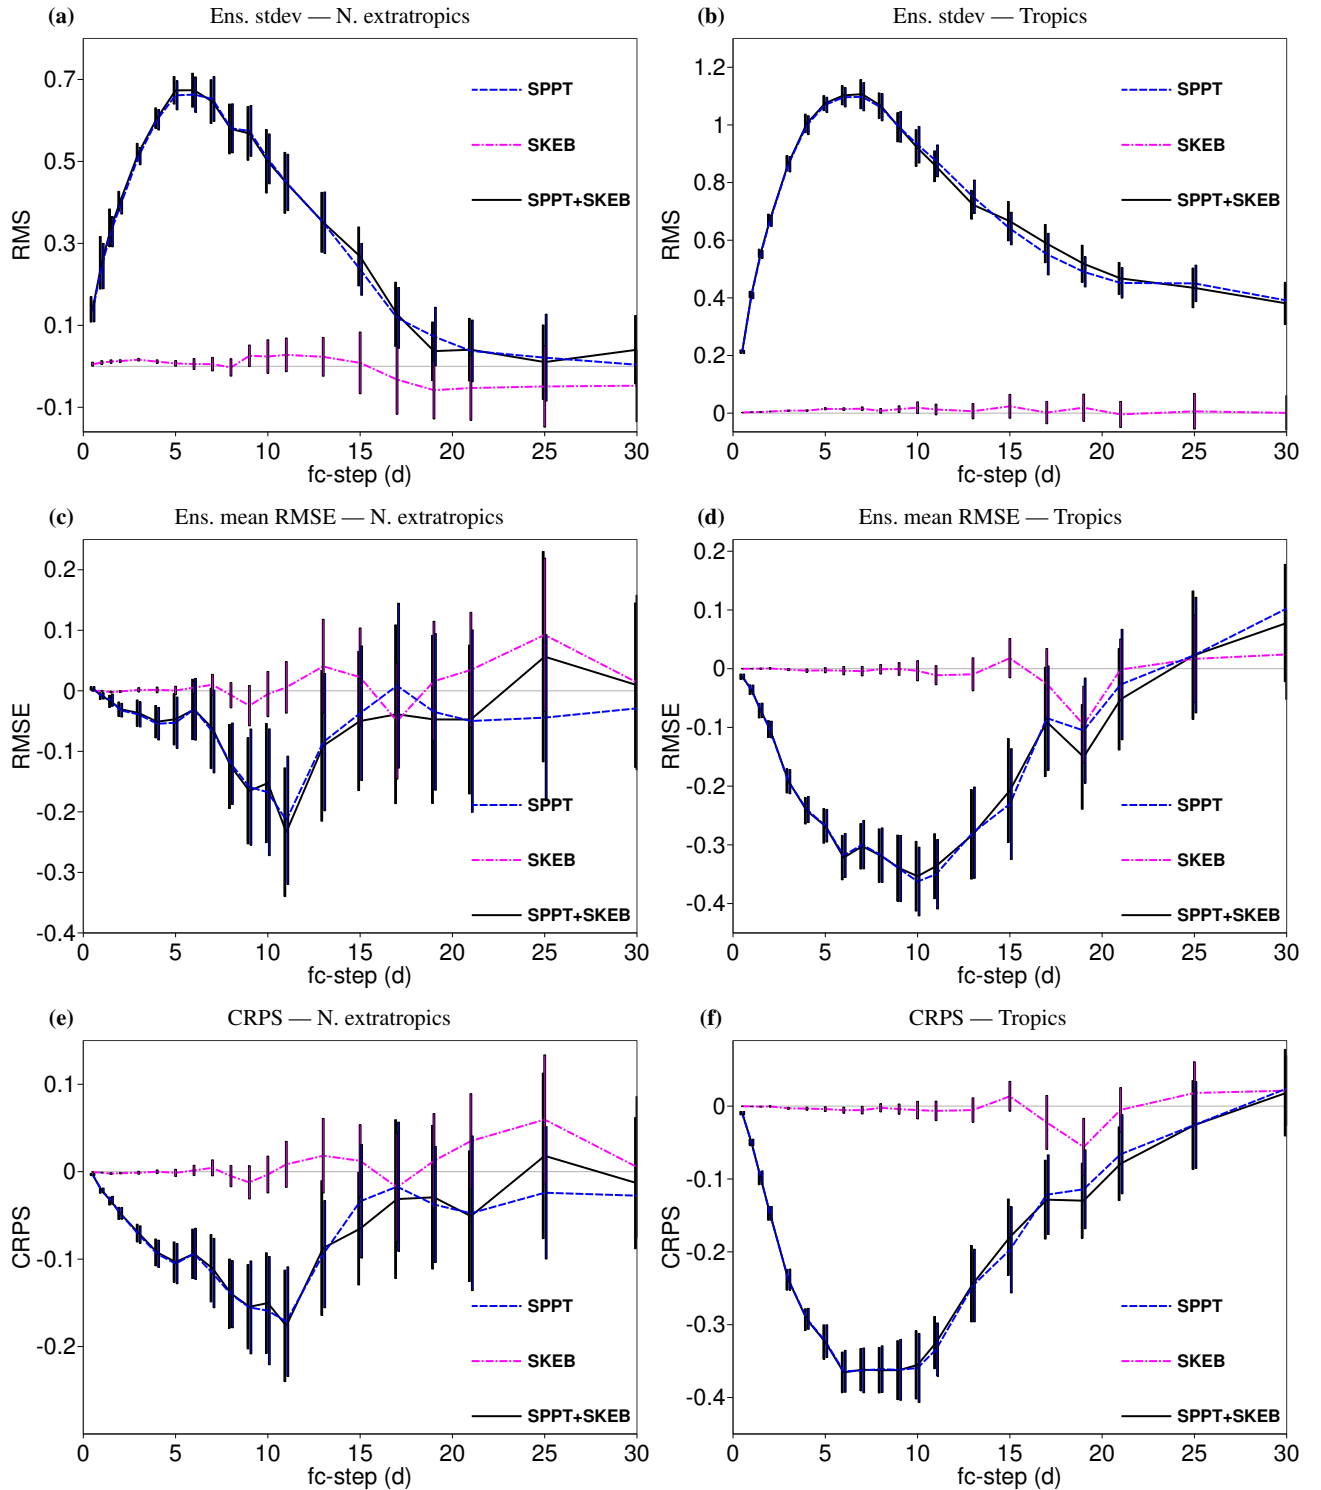 (a) Ens. stdev — N. extratropics
RMS
0.7
0.5
0.3
0.1
-0.1
SPPT
SKEB
SPPT+SKEB
0 5 10 15 20 25 30
fc-step (d)
(b) Ens. stdev — Tropics
RMS
1.2
1
0.8
0.6
0.4
0.2
0
SPPT
SKEB
SPPT+SKEB
0 5 10 15 20 25 30
fc-step (d)
(c) Ens. mean RMSE — N. extratropics
RMSE
0.2
0.1
0
-0.1
-0.2
-0.3
-0.4
SPPT
SKEB
SPPT+SKEB
0 5 10 15 20 25 30
fc-step (d)
(d) Ens. mean RMSE — Tropics
RMSE
0.2
0.1
0
-0.1
-0.2
-0.3
-0.4
SPPT
SKEB
SPPT+SKEB
0 5 10 15 20 25 30
fc-step (d)
(e) CRPS — N. extratropics
CRPS
0.1
0
-0.1
-0.2
SPPT
SKEB
SPPT+SKEB
0 5 10 15 20 25 30
fc-step (d)
(f) CRPS — Tropics
CRPS
0
-0.1
-0.2
-0.3
-0.4
SPPT
SKEB
SPPT+SKEB
0 5 10 15 20 25 30
fc-step (d)